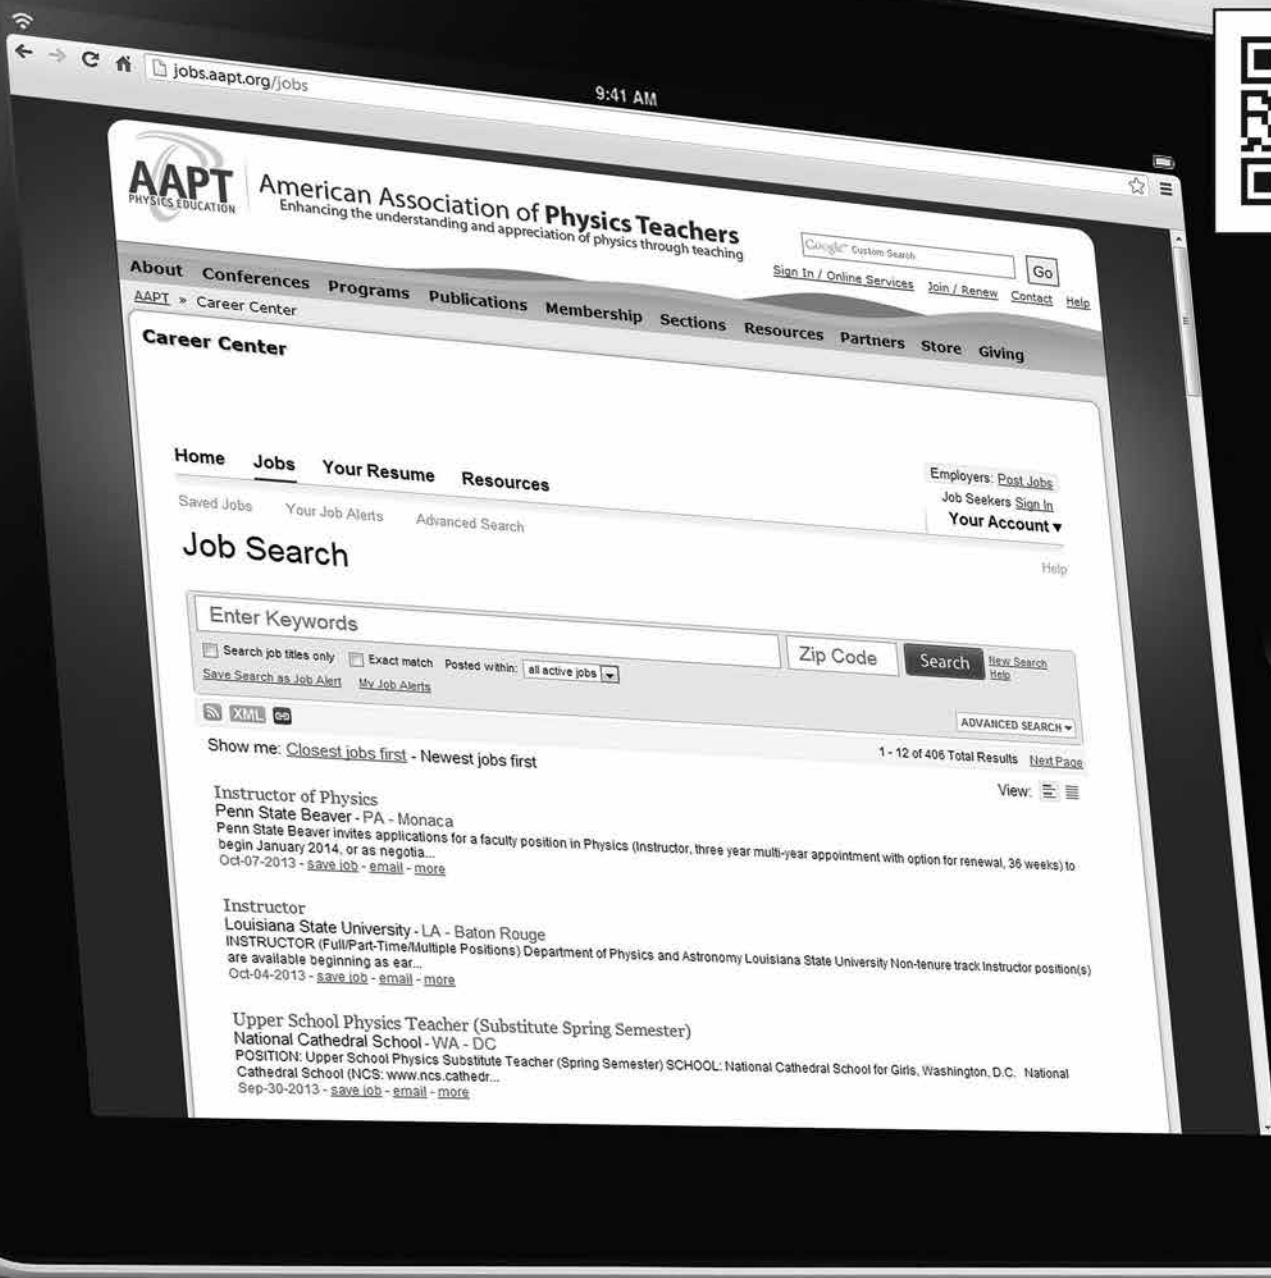 jobs.aapt.org/jobs
9:41 AM
AAPT
PHYSICS EDUCATION
American Association of Physics Teachers
Enhancing the understanding and appreciation of physics through teaching
Google™ Custom Search
Go
Sign In / Online Services Join / Renew Contact Help
About Conferences Programs Publications Membership Sections Resources Partners Store Giving
AAPT » Career Center
Career Center
Home Jobs Your Resume Resources
Employers: Post Jobs
Job Seekers Sign In
Your Account ▾
Saved Jobs Your Job Alerts Advanced Search
Help
Job Search
Enter Keywords
Zip Code
Search
New Search
Help
Search job titles only Exact match Posted within: all active jobs
Save Search as Job Alert My Job Alerts
ADVANCED SEARCH
XML
1 - 12 of 406 Total Results Next Page
Show me: Closest jobs first - Newest jobs first
View:
Instructor of Physics
Penn State Beaver - PA - Monaca
Penn State Beaver invites applications for a faculty position in Physics (Instructor, three year multi-year appointment with option for renewal, 36 weeks) to
begin January 2014, or as negotia...
Oct-07-2013 - save job - email - more
Instructor
Louisiana State University - LA - Baton Rouge
INSTRUCTOR (Full/Part-Time/Multiple Positions) Department of Physics and Astronomy Louisiana State University Non-tenure track Instructor position(s)
are available beginning as ear...
Oct-04-2013 - save job - email - more
Upper School Physics Teacher (Substitute Spring Semester)
National Cathedral School - WA - DC
POSITION: Upper School Physics Substitute Teacher (Spring Semester) SCHOOL: National Cathedral School for Girls, Washington, D.C. National
Cathedral School (NCS: www.ncs.cathedr...
Sep-30-2013 - save job - email - more